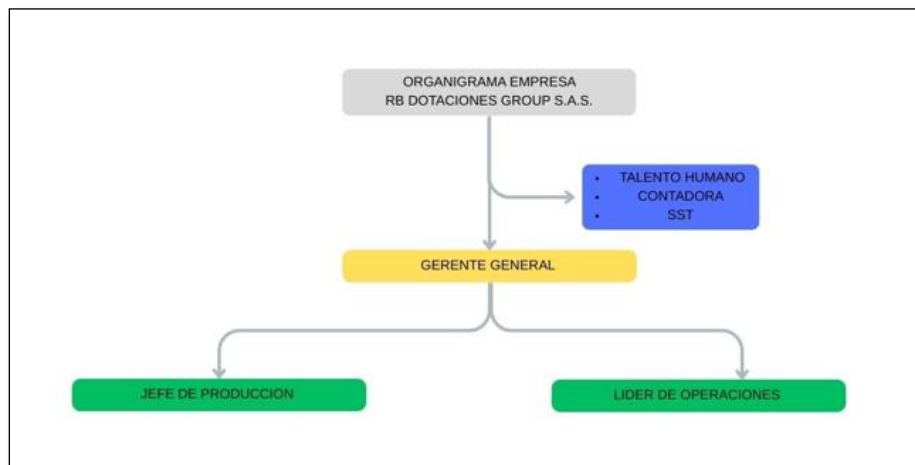 ORGANIGRAMA EMPRESA
RB DOTACIONES GROUP S.A.S.
• TALENTO HUMANO
• CONTADORA
• SST
GERENTE GENERAL
JEFE DE PRODUCCION
LIDER DE OPERACIONES